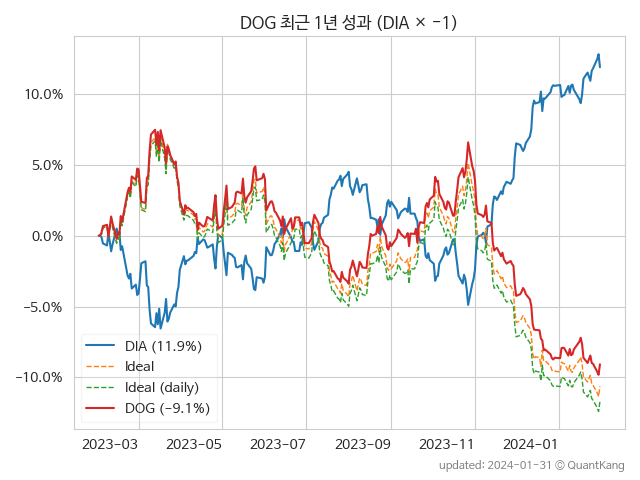 DOG 최근 1년 성과 (DIA × −1)
10.0%
5.0%
0.0%
−5.0%
−10.0%
DIA (11.9%)
Ideal
Ideal (daily)
DOG (−9.1%)
2023-03 2023-05 2023-07 2023-09 2023-11 2024-01
updated: 2024-01-31 © QuantKang